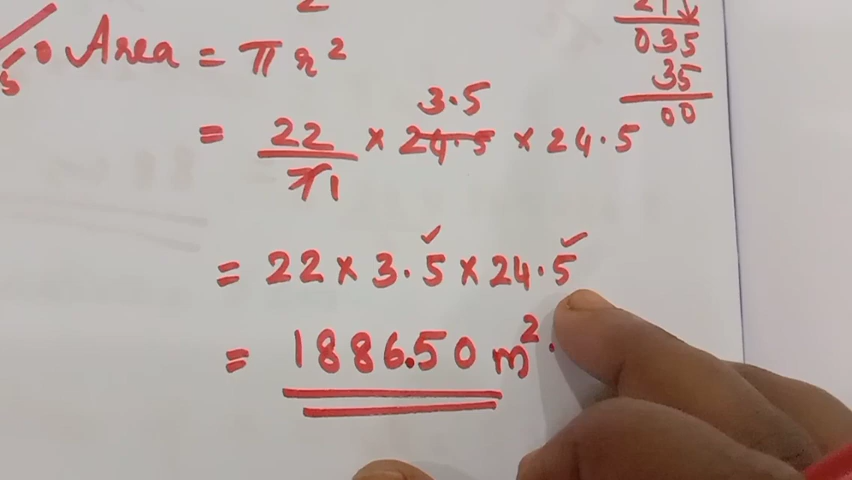 Area = π r²
= 22/7 1 × 24.5 3.5 × 24.5
= 22 × 3.5 × 24.5
= 1886.50 m².
035
35
00